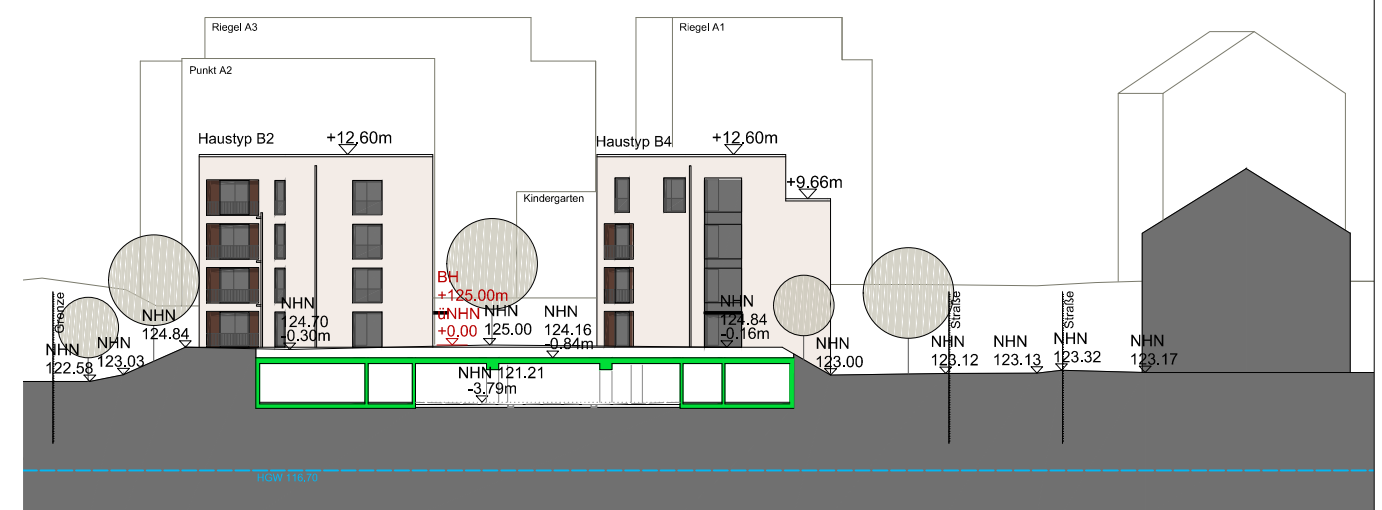 Riegel A3
Riegel A1
Punkt A2
Haustyp B2
+12.60m
Haustyp B4
+12.60m
+9.66m
Kindergarten
BH
+125.00m
üNHN
+0.00
NHN
124.70
-0.30m
NHN
125.00
NHN
124.16
-0.84m
NHN
124.84
-0.16m
Grenze
NHN
122.58
NHN
123.03
NHN
124.84
NHN 121.21
-3.79m
NHN
123.00
Straße
NHN
123.12
NHN
123.13
Straße
NHN
123.32
NHN
123.17
HGW 118,70